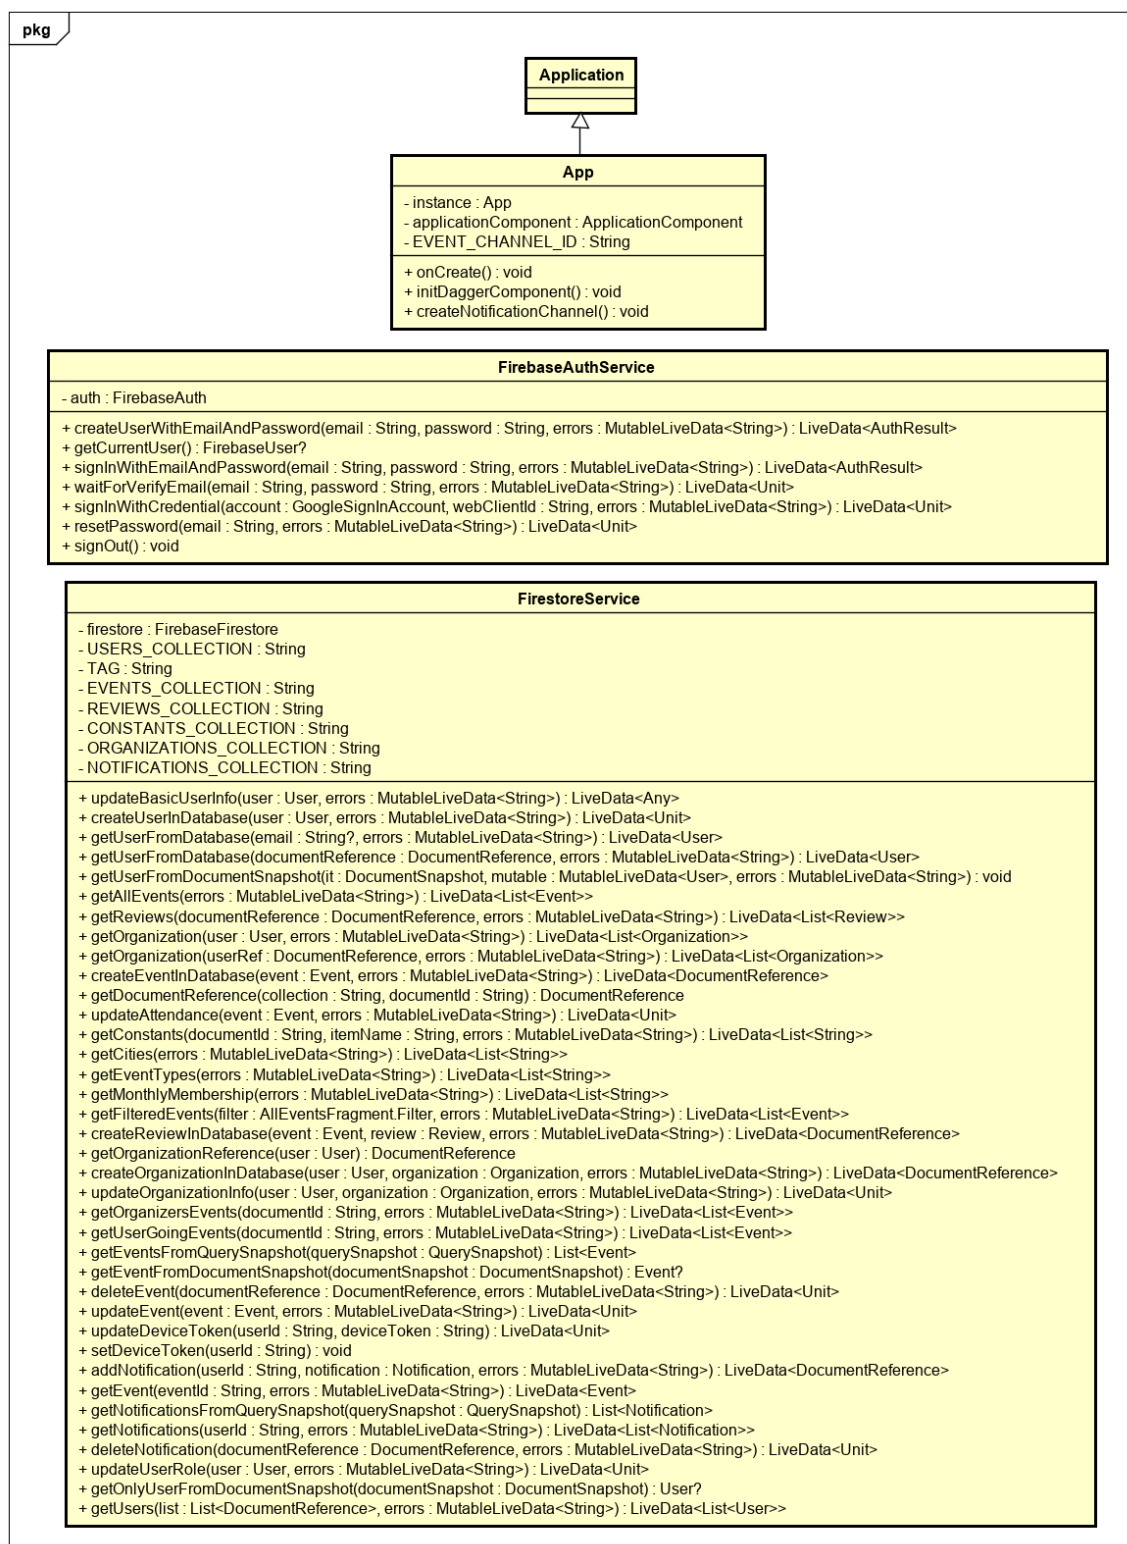 pkg
Application
App
- instance : App
- applicationComponent : ApplicationComponent
- EVENT_CHANNEL_ID : String
+ onCreate() : void
+ initDaggerComponent() : void
+ createNotificationChannel() : void
FirebaseAuthService
- auth : FirebaseAuth
+ createUserWithEmailAndPassword(email : String, password : String, errors : MutableLiveData<String>) : LiveData<AuthResult>
+ getCurrentUser() : FirebaseUser?
+ signInWithEmailAndPassword(email : String, password : String, errors : MutableLiveData<String>) : LiveData<AuthResult>
+ waitForVerifyEmail(email : String, password : String, errors : MutableLiveData<String>) : LiveData<Unit>
+ signInWithCredential(account : GoogleSignInAccount, webClientId : String, errors : MutableLiveData<String>) : LiveData<Unit>
+ resetPassword(email : String, errors : MutableLiveData<String>) : LiveData<Unit>
+ signOut() : void
FirestoreService
- firestore : FirebaseFirestore
- USERS_COLLECTION : String
- TAG : String
- EVENTS_COLLECTION : String
- REVIEWS_COLLECTION : String
- CONSTANTS_COLLECTION : String
- ORGANIZATIONS_COLLECTION : String
- NOTIFICATIONS_COLLECTION : String
+ updateBasicUserInfo(user : User, errors : MutableLiveData<String>) : LiveData<Any>
+ createUserInDatabase(user : User, errors : MutableLiveData<String>) : LiveData<Unit>
+ getUserFromDatabase(email : String?, errors : MutableLiveData<String>) : LiveData<User>
+ getUserFromDatabase(documentReference : DocumentReference, errors : MutableLiveData<String>) : LiveData<User>
+ getUserFromDocumentSnapshot(it : DocumentSnapshot, mutable : MutableLiveData<User>, errors : MutableLiveData<String>) : void
+ getAllEvents(errors : MutableLiveData<String>) : LiveData<List<Event>>
+ getReviews(documentReference : DocumentReference, errors : MutableLiveData<String>) : LiveData<List<Review>>
+ getOrganization(user : User, errors : MutableLiveData<String>) : LiveData<List<Organization>>
+ getOrganization(userRef : DocumentReference, errors : MutableLiveData<String>) : LiveData<List<Organization>>
+ createEventInDatabase(event : Event, errors : MutableLiveData<String>) : LiveData<DocumentReference>
+ getDocumentReference(collection : String, documentId : String) : DocumentReference
+ updateAttendance(event : Event, errors : MutableLiveData<String>) : LiveData<Unit>
+ getConstants(documentId : String, itemName : String, errors : MutableLiveData<String>) : LiveData<List<String>>
+ getCities(errors : MutableLiveData<String>) : LiveData<List<String>>
+ getEventTypes(errors : MutableLiveData<String>) : LiveData<List<String>>
+ getMonthlyMembership(errors : MutableLiveData<String>) : LiveData<List<String>>
+ getFilteredEvents(filter : AllEventsFragment.Filter, errors : MutableLiveData<String>) : LiveData<List<Event>>
+ createReviewInDatabase(event : Event, review : Review, errors : MutableLiveData<String>) : LiveData<DocumentReference>
+ getOrganizationReference(user : User) : DocumentReference
+ createOrganizationInDatabase(user : User, organization : Organization, errors : MutableLiveData<String>) : LiveData<DocumentReference>
+ updateOrganizationInfo(user : User, organization : Organization, errors : MutableLiveData<String>) : LiveData<Unit>
+ getOrganizersEvents(documentId : String, errors : MutableLiveData<String>) : LiveData<List<Event>>
+ getUserGoingEvents(documentId : String, errors : MutableLiveData<String>) : LiveData<List<Event>>
+ getEventsFromQuerySnapshot(querySnapshot : QuerySnapshot) : List<Event>
+ getEventFromDocumentSnapshot(documentSnapshot : DocumentSnapshot) : Event?
+ deleteEvent(documentReference : DocumentReference, errors : MutableLiveData<String>) : LiveData<Unit>
+ updateEvent(event : Event, errors : MutableLiveData<String>) : LiveData<Unit>
+ updateDeviceToken(userId : String, deviceToken : String) : LiveData<Unit>
+ setDeviceToken(userId : String) : void
+ addNotification(userId : String, notification : Notification, errors : MutableLiveData<String>) : LiveData<DocumentReference>
+ getEvent(eventId : String, errors : MutableLiveData<String>) : LiveData<Event>
+ getNotificationsFromQuerySnapshot(querySnapshot : QuerySnapshot) : List<Notification>
+ getNotifications(userId : String, errors : MutableLiveData<String>) : LiveData<List<Notification>>
+ deleteNotification(documentReference : DocumentReference, errors : MutableLiveData<String>) : LiveData<Unit>
+ updateUserRole(user : User, errors : MutableLiveData<String>) : LiveData<Unit>
+ getOnlyUserFromDocumentSnapshot(documentSnapshot : DocumentSnapshot) : User?
+ getUsers(list : List<DocumentReference>, errors : MutableLiveData<String>) : LiveData<List<User>>